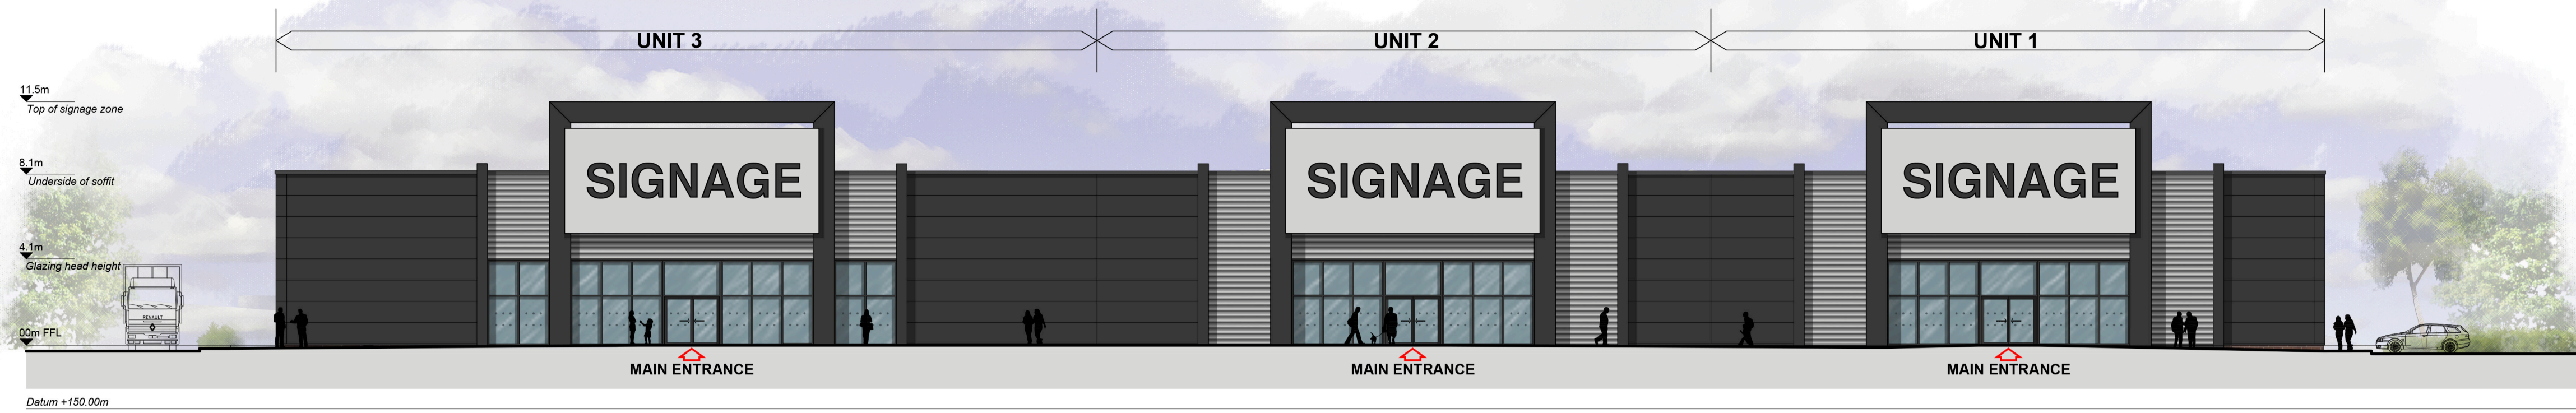 UNIT 3
UNIT 2
UNIT 1
11.5m
Top of signage zone
8.1m
Underside of soffit
SIGNAGE
SIGNAGE
SIGNAGE
4.1m
Glazing head height
RENAULT
00m FFL
MAIN ENTRANCE
MAIN ENTRANCE
MAIN ENTRANCE
Datum +150.00m